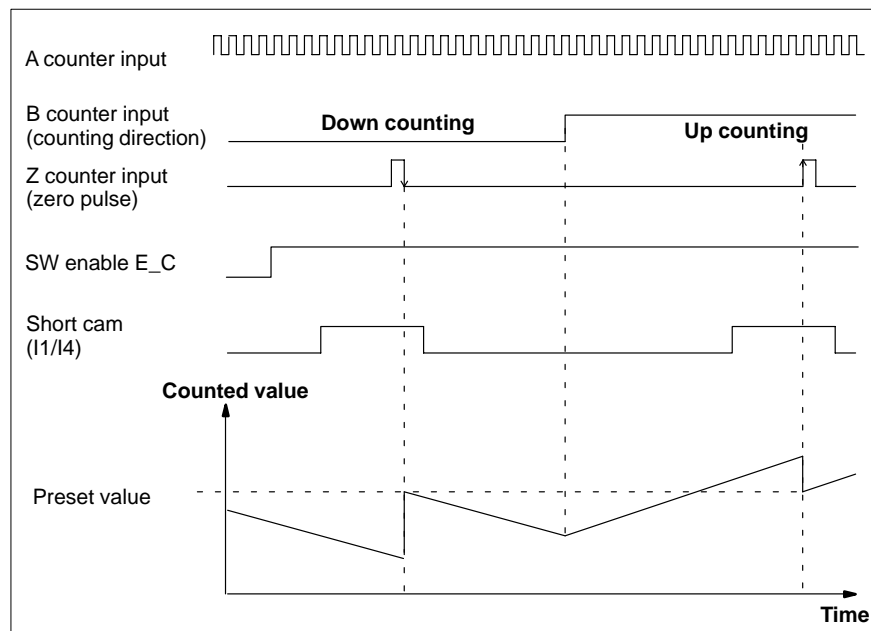 A counter input
B counter input
(counting direction)
Down counting
Up counting
Z counter input
(zero pulse)
SW enable E_C
Short cam
(I1/I4)
Counted value
Preset value
Time